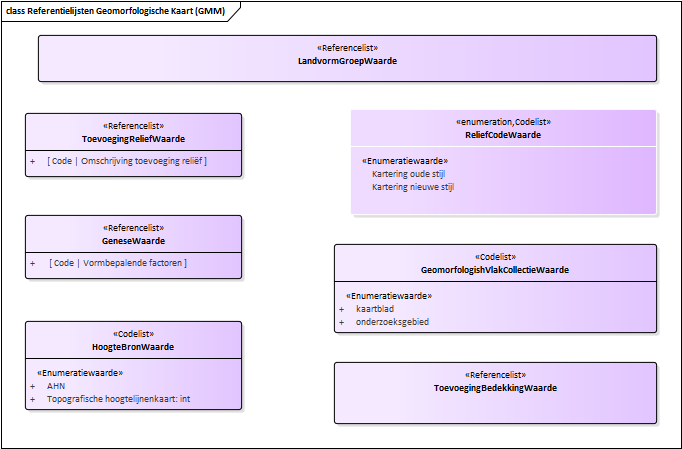 class Referentielijsten Geomorfologische Kaart (GMM)
«Referencelist»
LandvormGroepWaarde
«Referencelist»
ToevoegingReliefWaarde
+ [ Code | Omschrijving toevoeging reliëf ]
«enumeration,Codelist»
ReliefCodeWaarde
«Enumeratiewaarde»
Kartering oude stijl
Kartering nieuwe stijl
«Referencelist»
GeneseWaarde
+ [ Code | Vormbepalende factoren ]
«Codelist»
GeomorfologishVlakCollectieWaarde
«Enumeratiewaarde»
+ kaartblad
+ onderzoeksgebied
«Codelist»
HoogteBronWaarde
«Enumeratiewaarde»
+ AHN
+ Topografische hoogtelijnenkaart: int
«Referencelist»
ToevoegingBedekkingWaarde